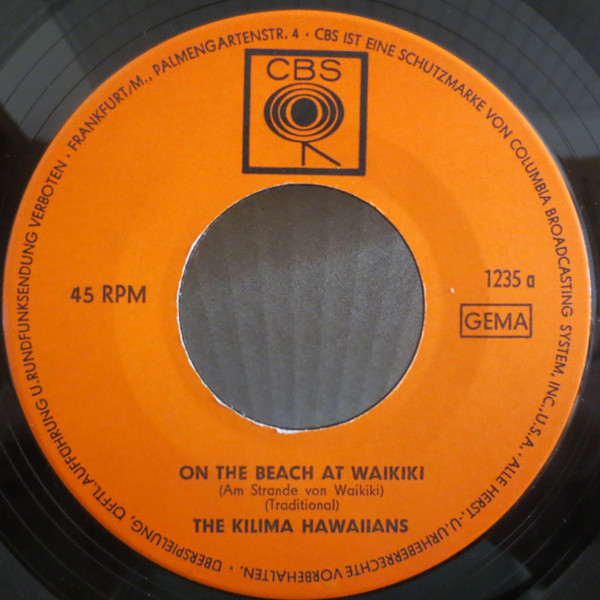 CBS
45 RPM
1235 a
GEMA
ON THE BEACH AT WAIKIKI
(Am Strande von Waikiki)
(Traditional)
THE KILIMA HAWAIIANS
FRANKFURT/M., PALMENGARTENSTR. 4 · CBS IST EINE SCHUTZMARKE VON COLUMBIA BROADCASTING SYSTEM, INC., U.S.A. · ALLE HERST.-U.URHEBERRECHTE VORBEHALTEN. · ÜBERSPIELUNG, ÖFFTL.AUFFÜHRUNG U.RUNDFUNKSENDUNG VERBOTEN ·